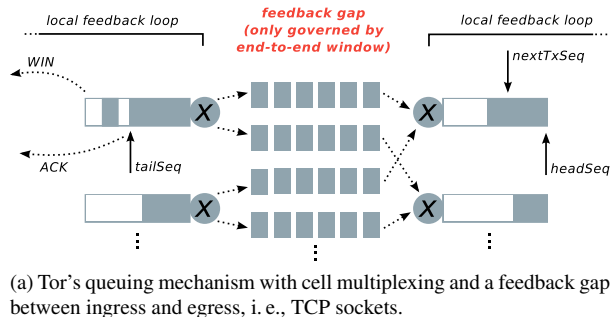 local feedback loop
feedback gap
(only governed by
end-to-end window)
local feedback loop
WIN
nextTxSeq
X
X
ACK
tailSeq
headSeq
X
X
(a) Tor's queuing mechanism with cell multiplexing and a feedback gap
between ingress and egress, i. e., TCP sockets.